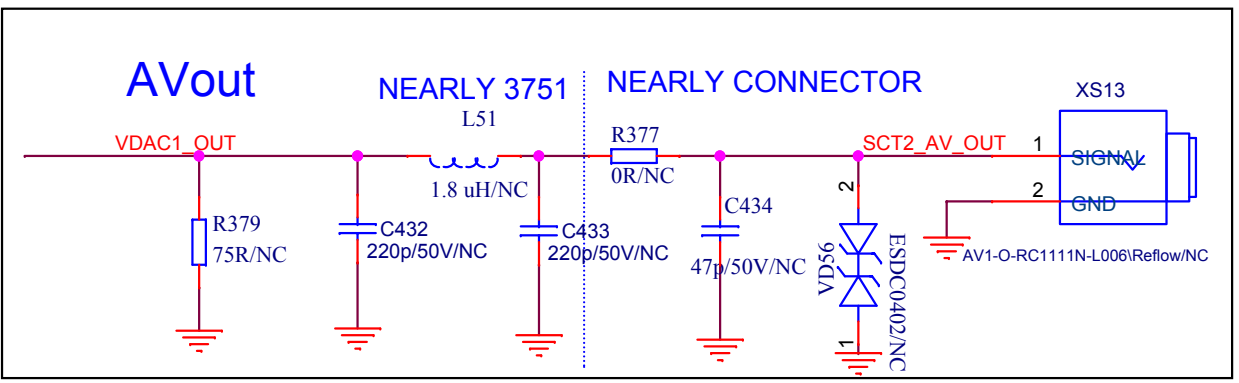 AVout
NEARLY 3751
NEARLY CONNECTOR
XS13
L51
R377
VDAC1_OUT
SCT2_AV_OUT
1
SIGNAL
0R/NC
1.8 uH/NC
2
2
GND
R379
75R/NC
C432
220p/50V/NC
C433
220p/50V/NC
C434
47p/50V/NC
VD56
ESDC0402/NC
1
AV1-O-RC1111N-L006\Reflow/NC